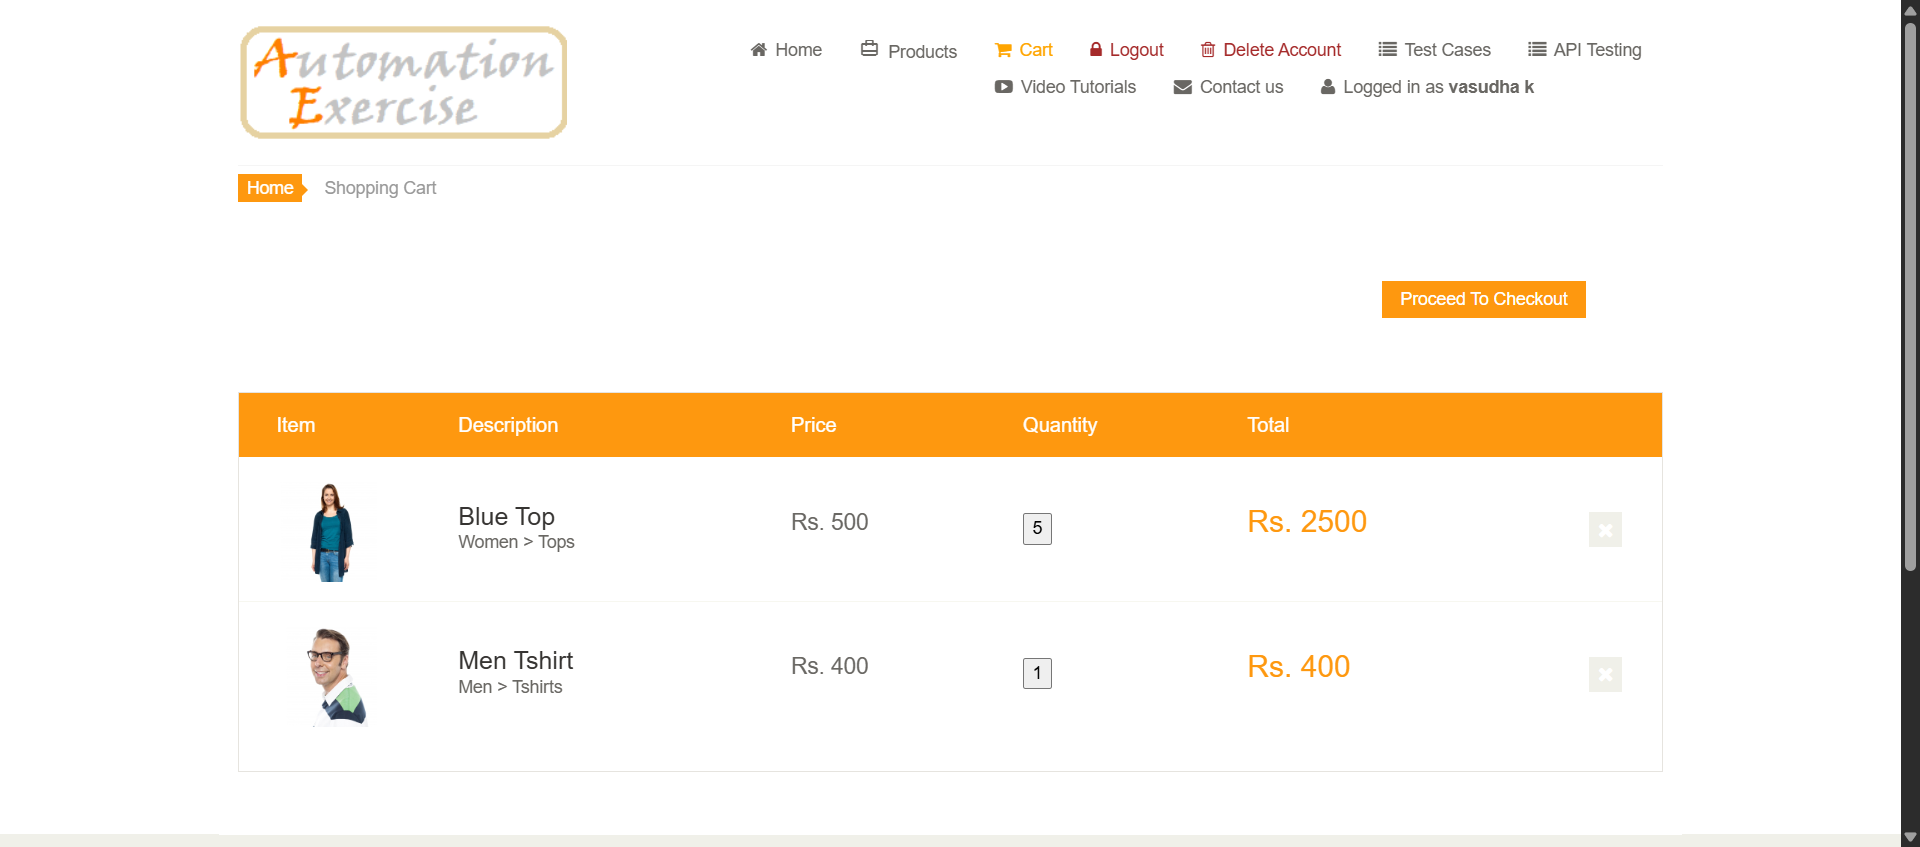 Automation
Exercise
Home Products Cart Logout Delete Account Test Cases API Testing
Video Tutorials Contact us Logged in as vasudha k
Home Shopping Cart
Proceed To Checkout
Item Description Price Quantity Total
Blue Top Rs. 500 5 Rs. 2500
Women > Tops
Men Tshirt Rs. 400 1 Rs. 400
Men > Tshirts